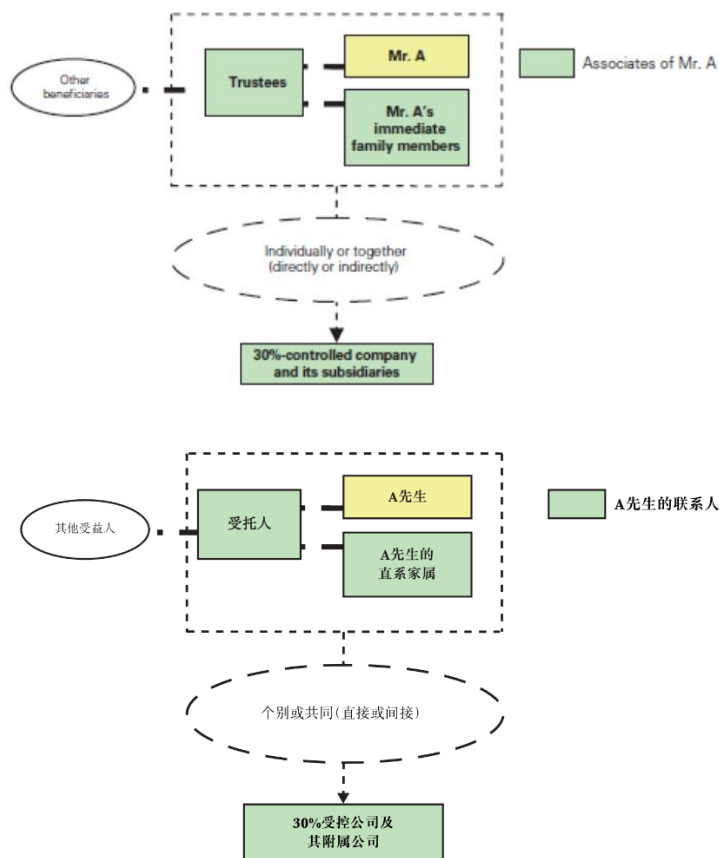 Mr. A
Associates of Mr. A
Other
beneficiaries
Trustees
Mr. A's
immediate
family members
Individually or together
(directly or indirectly)
30%-controlled company
and its subsidiaries
A先生
A先生的联系人
其他受益人
受托人
A先生的
直系家属
个别或共同(直接或间接)
30%受控公司及
其附属公司